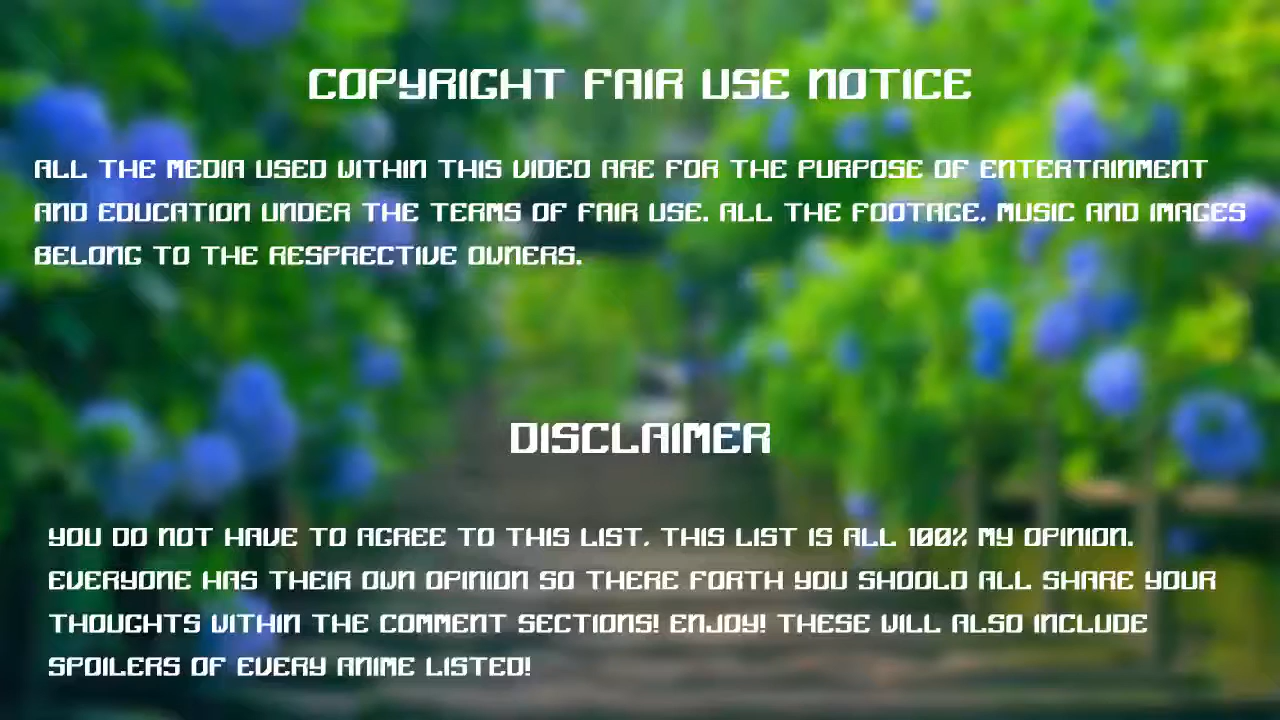 COPYRIGHT FAIR USE NOTICE
ALL THE MEDIA USED WITHIN THIS VIDEO ARE FOR THE PURPOSE OF ENTERTAINMENT
AND EDUCATION UNDER THE TERMS OF FAIR USE. ALL THE FOOTAGE, MUSIC AND IMAGES
BELONG TO THE RESPRECTIVE OWNERS.
DISCLAIMER
YOU DO NOT HAVE TO AGREE TO THIS LIST, THIS LIST IS ALL 100% MY OPINION.
EVERYONE HAS THEIR OWN OPINION SO THERE FORTH YOU SHOOLD ALL SHARE YOUR
THOUGHTS WITHIN THE COMMENT SECTIONS! ENJOY! THESE WILL ALSO INCLUDE
SPOILERS OF EVERY ANIME LISTED!